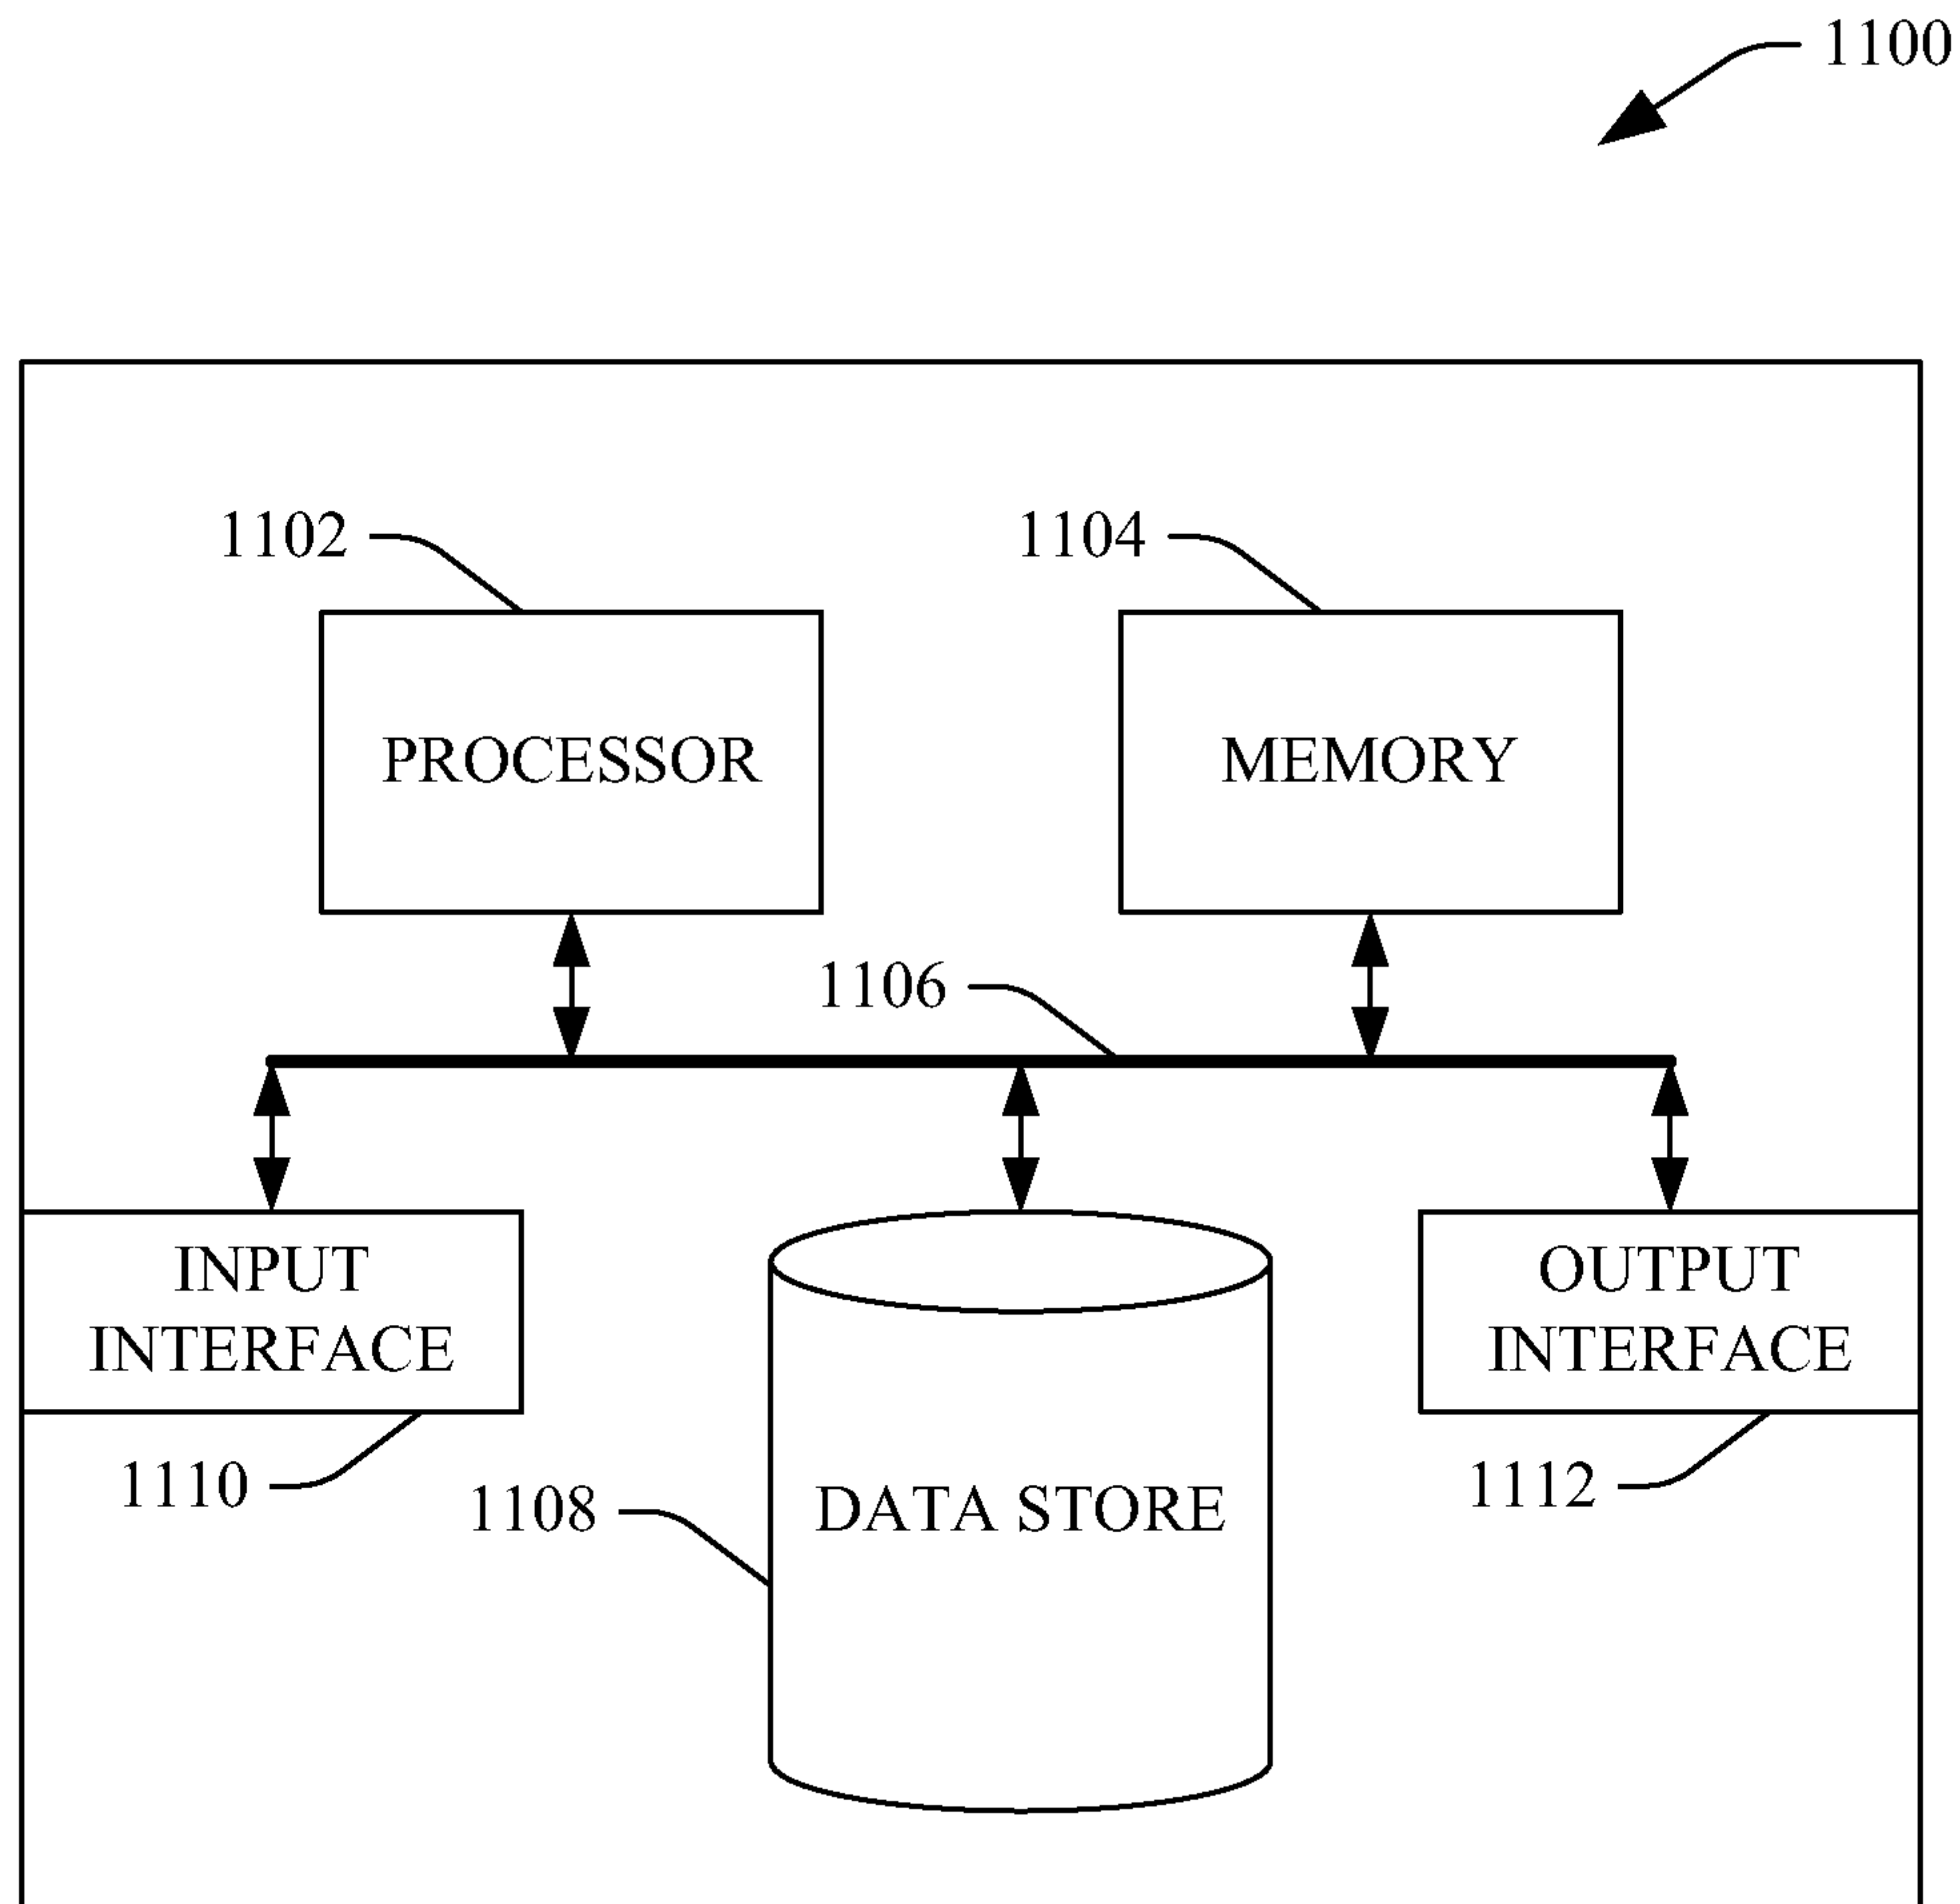 1100
1102
1104
PROCESSOR
MEMORY
1106
INPUT
INTERFACE
OUTPUT
INTERFACE
1110
1108
DATA STORE
1112